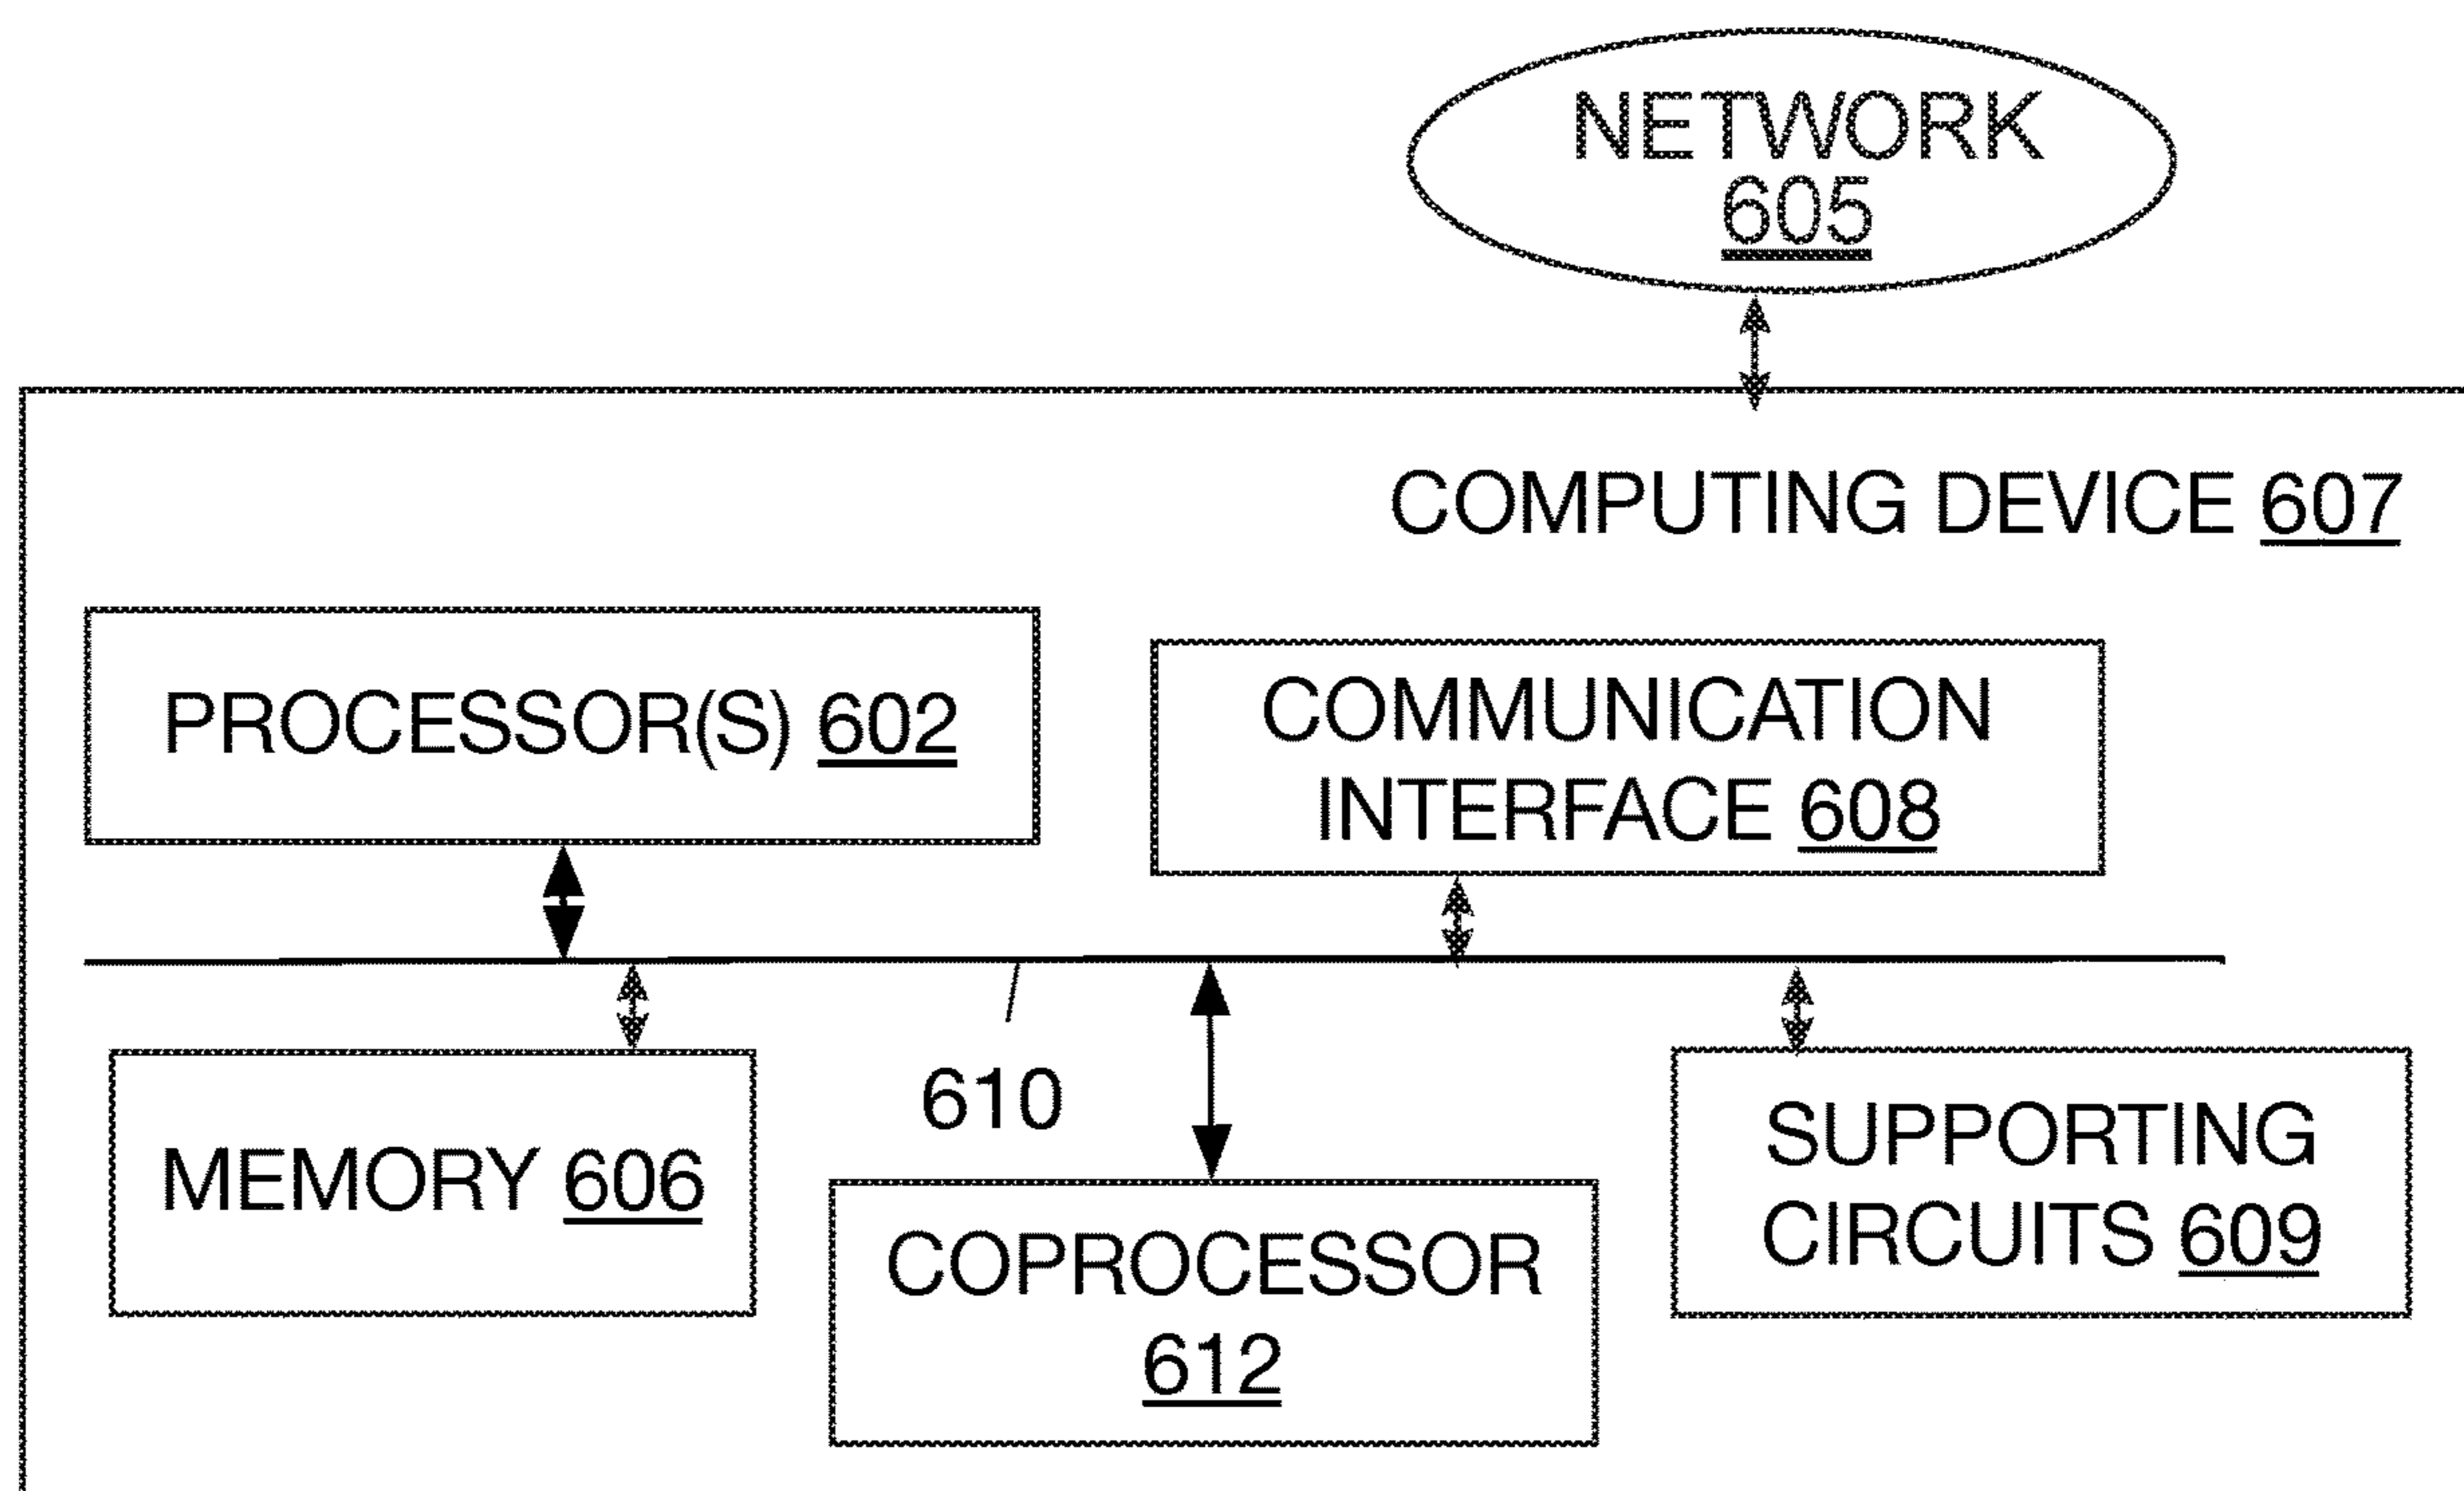 NETWORK
605
COMPUTING DEVICE 607
PROCESSOR(S) 602
COMMUNICATION
INTERFACE 608
610
MEMORY 606
COPROCESSOR
612
SUPPORTING
CIRCUITS 609